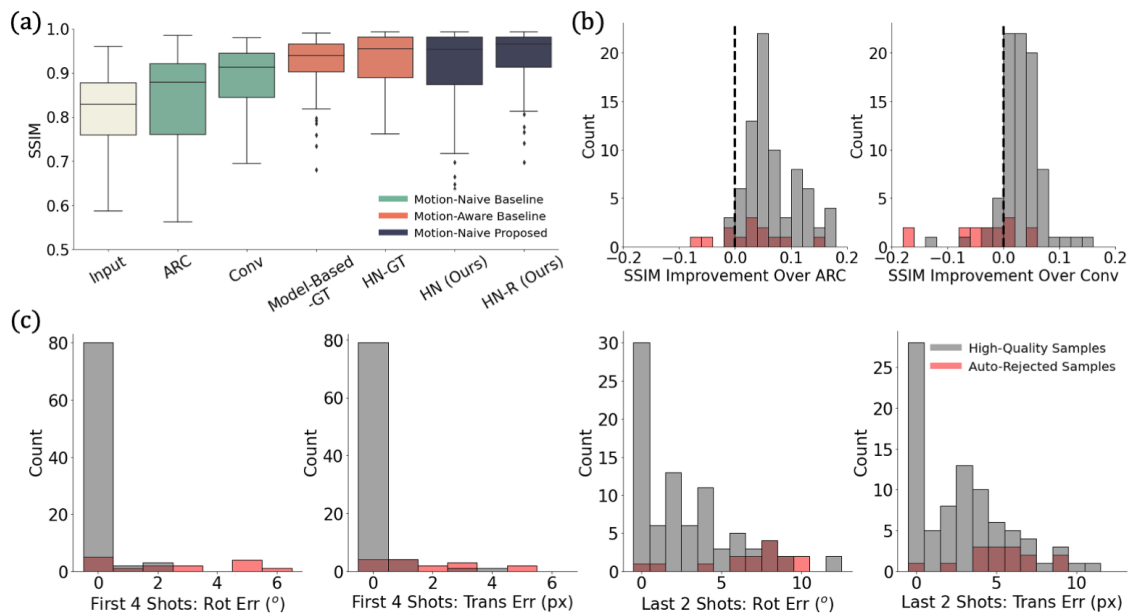 (a)
1.0
0.9
0.8
0.7
0.6
0.5
SSIM
Motion-Naive Baseline
Motion-Aware Baseline
Motion-Naive Proposed
Input
ARC
Conv
Model-Based
-GT
HN-GT
HN (Ours)
HN-R (Ours)
(b)
20
15
10
5
0
Count
−0.2 −0.1 0.0 0.1 0.2
SSIM Improvement Over ARC
20
15
10
5
0
Count
−0.2 −0.1 0.0 0.1 0.2
SSIM Improvement Over Conv
(c)
80
60
40
20
0
Count
0 2 4 6
First 4 Shots: Rot Err (°)
80
60
40
20
0
Count
0 2 4 6
First 4 Shots: Trans Err (px)
30
25
20
15
10
5
0
Count
0 5 10
Last 2 Shots: Rot Err (°)
25
20
15
10
5
0
Count
0 5 10
Last 2 Shots: Trans Err (px)
High-Quality Samples
Auto-Rejected Samples